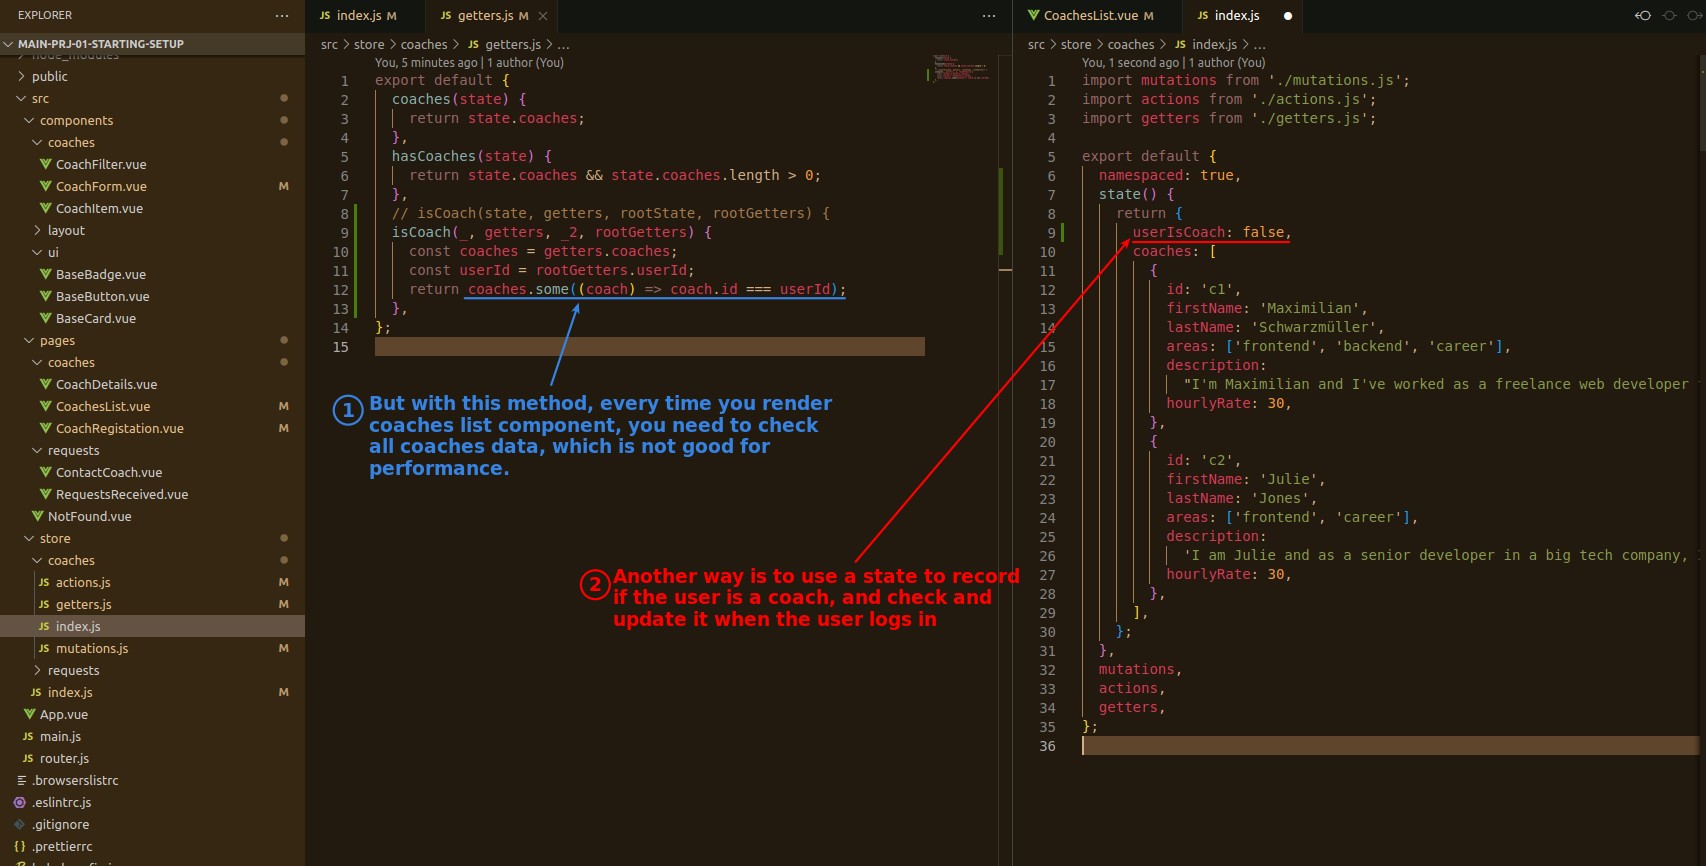 EXPLORER
MAIN-PRJ-01-STARTING-SETUP
node_modules
public
src
components
coaches
CoachFilter.vue
CoachForm.vue M
CoachItem.vue
layout
ui
BaseBadge.vue
BaseButton.vue
BaseCard.vue
pages
coaches
CoachDetails.vue
CoachesList.vue M
CoachRegistation.vue M
requests
ContactCoach.vue
RequestsReceived.vue
NotFound.vue
store
coaches
JS actions.js M
JS getters.js M
JS index.js
JS mutations.js M
requests
JS index.js M
App.vue
JS main.js
JS router.js
.browserslistrc
.eslintrc.js
.gitignore
{} .prettierrc
JS index.js M JS getters.js M
src > store > coaches > JS getters.js > ...
You, 5 minutes ago | 1 author (You)
1 export default {
2 coaches(state) {
3 return state.coaches;
4 },
5 hasCoaches(state) {
6 return state.coaches && state.coaches.length > 0;
7 },
8 // isCoach(state, getters, rootState, rootGetters) {
9 isCoach(_, getters, _2, rootGetters) {
10 const coaches = getters.coaches;
11 const userId = rootGetters.userId;
12 return coaches.some((coach) => coach.id === userId);
13 },
14 };
15
1 But with this method, every time you render
coaches list component, you need to check
all coaches data, which is not good for
performance.
2 Another way is to use a state to record
if the user is a coach, and check and
update it when the user logs in
CoachesList.vue M JS index.js
src > store > coaches > JS index.js > ...
You, 1 second ago | 1 author (You)
1 import mutations from './mutations.js';
2 import actions from './actions.js';
3 import getters from './getters.js';
4
5 export default {
6 namespaced: true,
7 state() {
8 return {
9 userIsCoach: false,
10 coaches: [
11 {
12 id: 'c1',
13 firstName: 'Maximilian',
14 lastName: 'Schwarzmüller',
15 areas: ['frontend', 'backend', 'career'],
16 description:
17 "I'm Maximilian and I've worked as a freelance web developer
18 hourlyRate: 30,
19 },
20 {
21 id: 'c2',
22 firstName: 'Julie',
23 lastName: 'Jones',
24 areas: ['frontend', 'career'],
25 description:
26 'I am Julie and as a senior developer in a big tech company,
27 hourlyRate: 30,
28 },
29 ],
30 };
31 },
32 mutations,
33 actions,
34 getters,
35 };
36